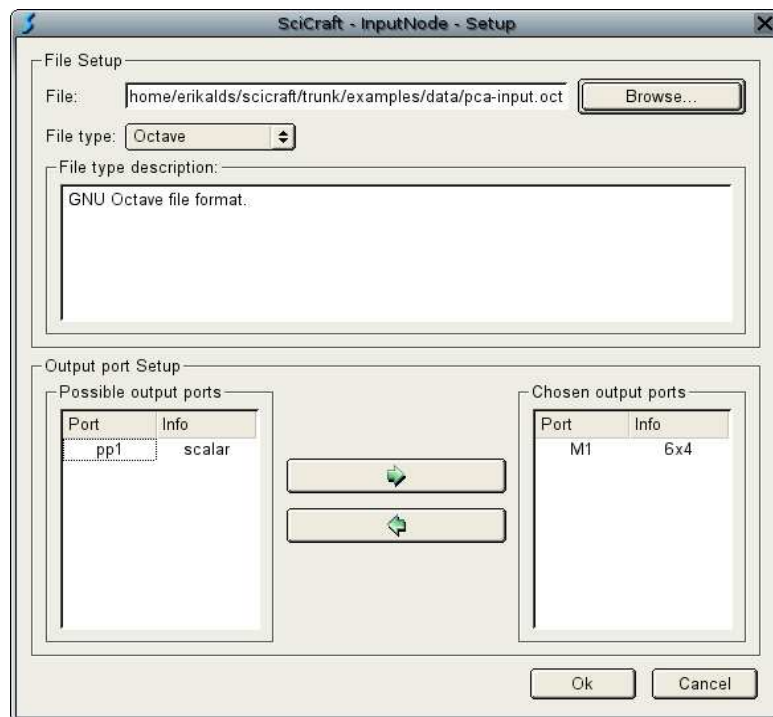 SciCraft - InputNode - Setup
File Setup
File: home/erikalds/scicraft/trunk/examples/data/pca-input.oct Browse...
File type: Octave
File type description:
GNU Octave file format.
Output port Setup
Possible output ports
Port Info
pp1 scalar
Chosen output ports
Port Info
M1 6x4
Ok Cancel